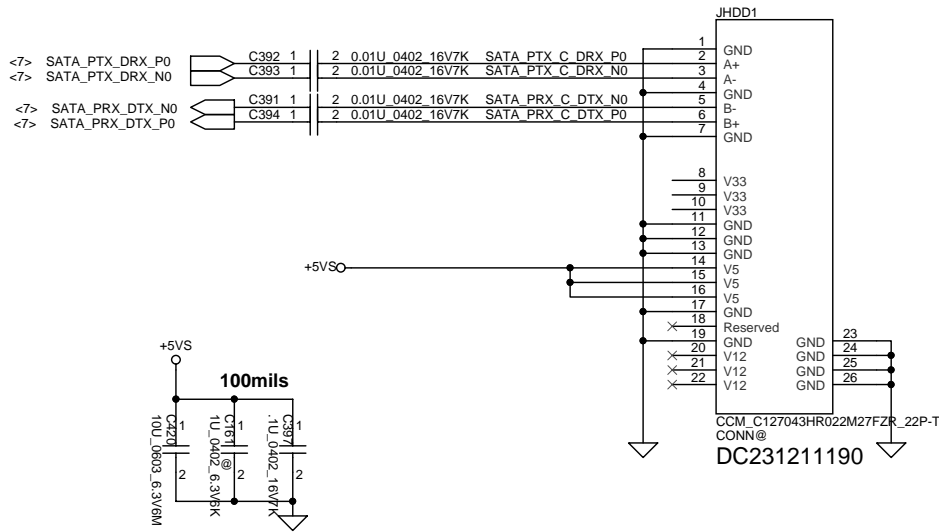 JHDD1
1 GND
<7> SATA_PTX_DRX_P0 C392 1 2 0.01U_0402_16V7K SATA_PTX_C_DRX_P0 2 A+
<7> SATA_PTX_DRX_N0 C393 1 2 0.01U_0402_16V7K SATA_PTX_C_DRX_N0 3 A-
4 GND
<7> SATA_PRX_DTX_N0 C391 1 2 0.01U_0402_16V7K SATA_PRX_C_DTX_N0 5 B-
<7> SATA_PRX_DTX_P0 C394 1 2 0.01U_0402_16V7K SATA_PRX_C_DTX_P0 6 B+
7 GND
8 V33
9 V33
10 V33
11 GND
12 GND
13 GND
+5VS 14 V5
15 V5
16 V5
17 GND
18 Reserved
19 GND GND 23
20 V12 GND 24
21 V12 GND 25
22 V12 GND 26
CCM_C127043HR022M27FZR_22P-T
CONN@
DC231211190
+5VS
100mils
C420 1 2
10U_0603_6.3V6M
C161 1 2
1U_0402_6.3V6K
@
C397 1 2
.1U_0402_16V7K